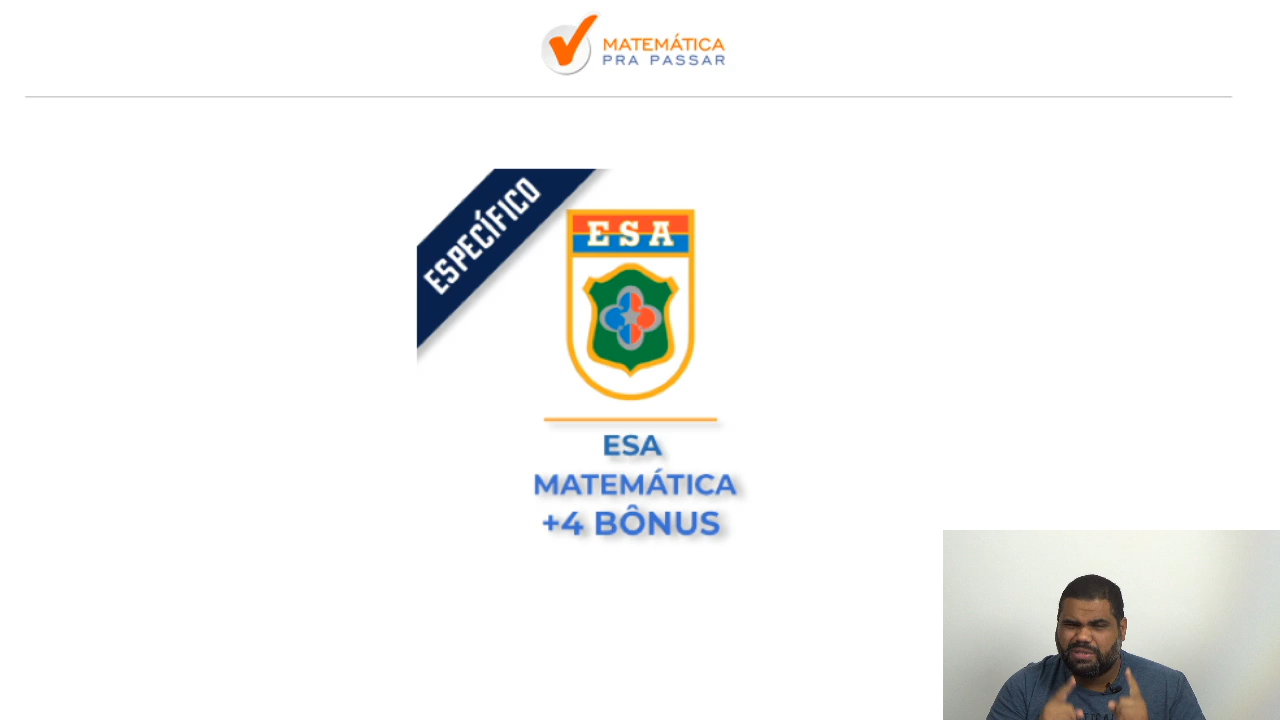 MATEMÁTICA
PRA PASSAR
ESPECÍFICO
ESA
ESA
MATEMÁTICA
+4 BÔNUS